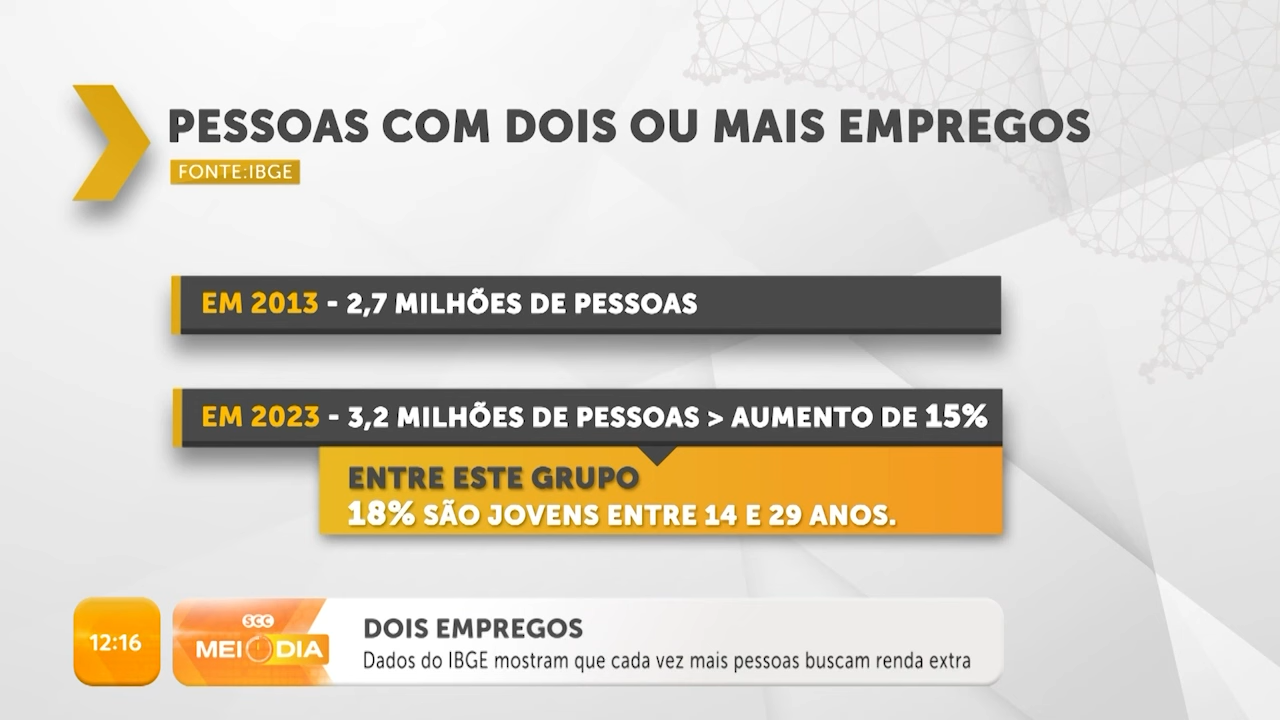 PESSOAS COM DOIS OU MAIS EMPREGOS
FONTE:IBGE
EM 2013 - 2,7 MILHÕES DE PESSOAS
EM 2023 - 3,2 MILHÕES DE PESSOAS > AUMENTO DE 15%
ENTRE ESTE GRUPO
18% SÃO JOVENS ENTRE 14 E 29 ANOS.
12:16
SCC
MEIO DIA
DOIS EMPREGOS
Dados do IBGE mostram que cada vez mais pessoas buscam renda extra